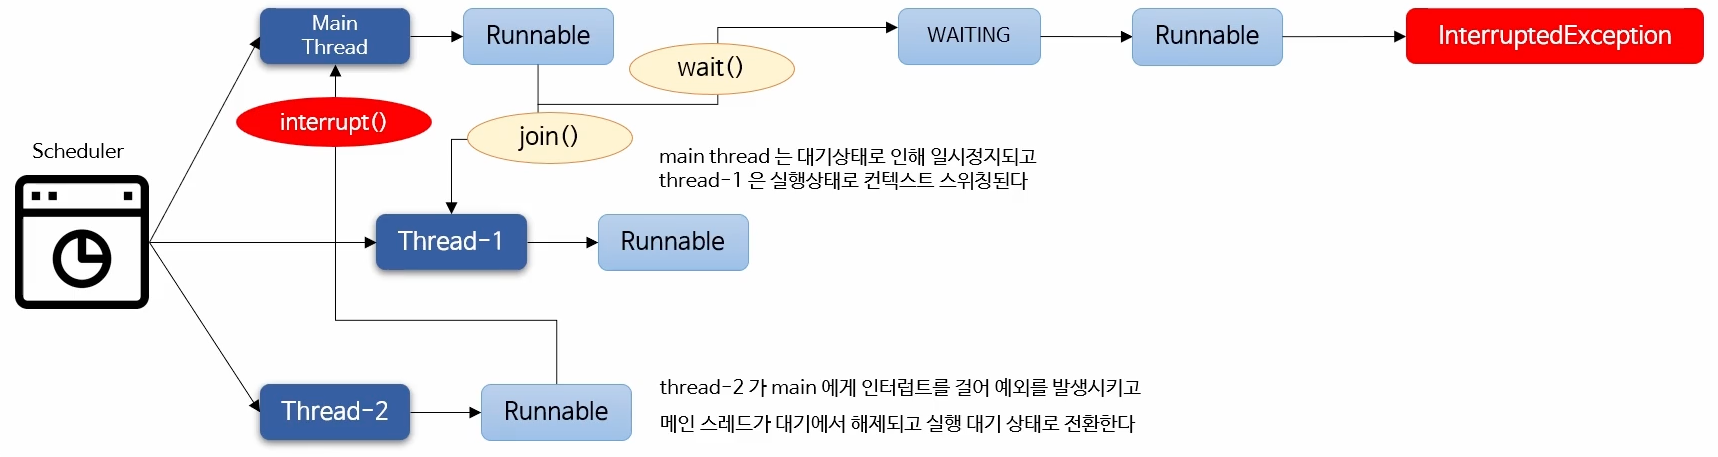 Main
Thread
Runnable
wait()
WAITING
Runnable
InterruptedException
interrupt()
join()
Scheduler
main thread 는 대기상태로 인해 일시정지되고
thread-1 은 실행상태로 컨텍스트 스위칭된다
Thread-1
Runnable
Thread-2
Runnable
thread-2 가 main 에게 인터럽트를 걸어 예외를 발생시키고
메인 스레드가 대기에서 해제되고 실행 대기 상태로 전환한다